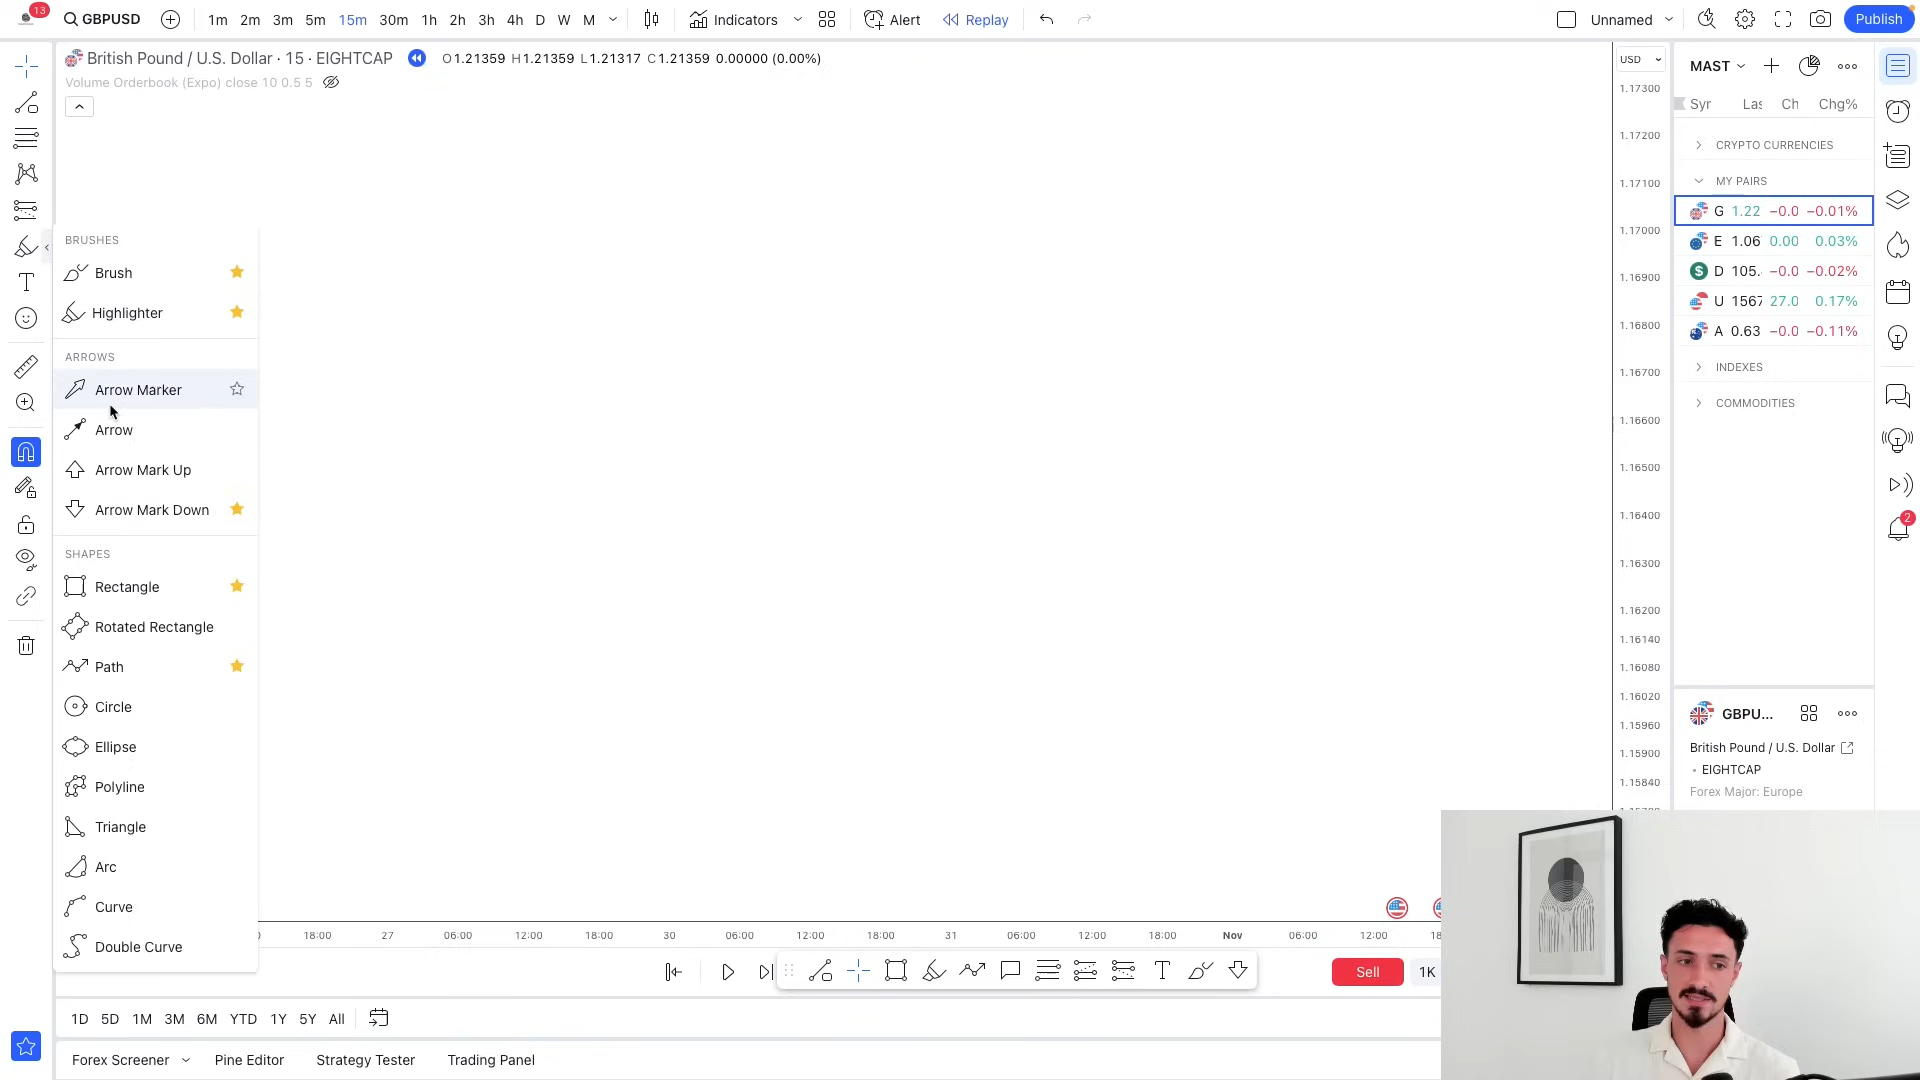 13
GBPUSD
1m 2m 3m 5m 15m 30m 1h 2h 3h 4h D W M
Indicators
Alert
Replay
Unnamed
Publish
British Pound / U.S. Dollar · 15 · EIGHTCAP
O1.21359 H1.21359 L1.21317 C1.21359 0.00000 (0.00%)
Volume Orderbook (Expo) close 10 0.5 5
BRUSHES
Brush
Highlighter
ARROWS
Arrow Marker
Arrow
Arrow Mark Up
Arrow Mark Down
SHAPES
Rectangle
Rotated Rectangle
Path
Circle
Ellipse
Polyline
Triangle
Arc
Curve
Double Curve
USD
1.17300
1.17200
1.17100
1.17000
1.16900
1.16800
1.16700
1.16600
1.16500
1.16400
1.16300
1.16200
1.16140
1.16080
1.16020
1.15960
1.15900
1.15840
MAST
Syr Las Ch Chg%
CRYPTO CURRENCIES
MY PAIRS
G 1.22 −0.0 −0.01%
E 1.06 0.00 0.03%
D 105. −0.0 −0.02%
U 1567 27.0 0.17%
A 0.63 −0.0 −0.11%
INDEXES
COMMODITIES
2
GBPU...
British Pound / U.S. Dollar
• EIGHTCAP
Forex Major: Europe
18:00 27 06:00 12:00 18:00 30 06:00 12:00 18:00 31 06:00 12:00 18:00 Nov 06:00 12:00 18
Sell
1K
1D 5D 1M 3M 6M YTD 1Y 5Y All
Forex Screener
Pine Editor
Strategy Tester
Trading Panel